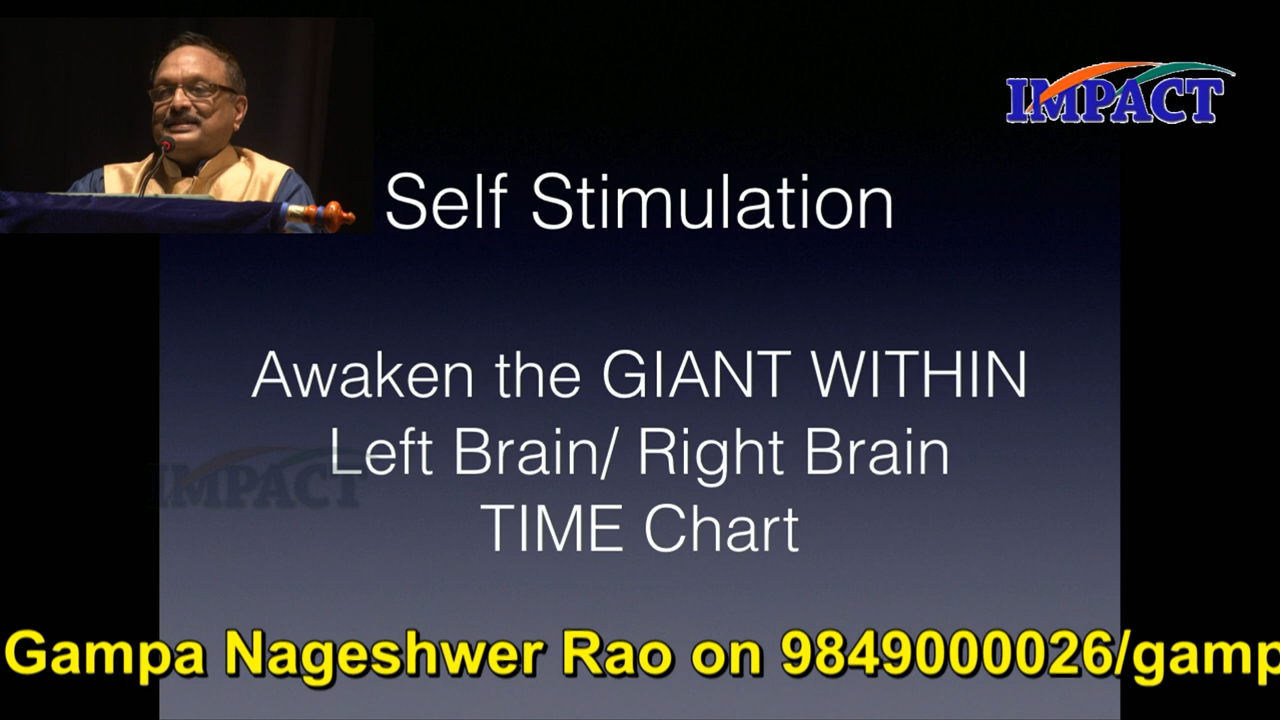 IMPACT
Self Stimulation
Awaken the GIANT WITHIN
Left Brain/ Right Brain
IMPACT
TIME Chart
Gampa Nageshwer Rao on 9849000026/gamp